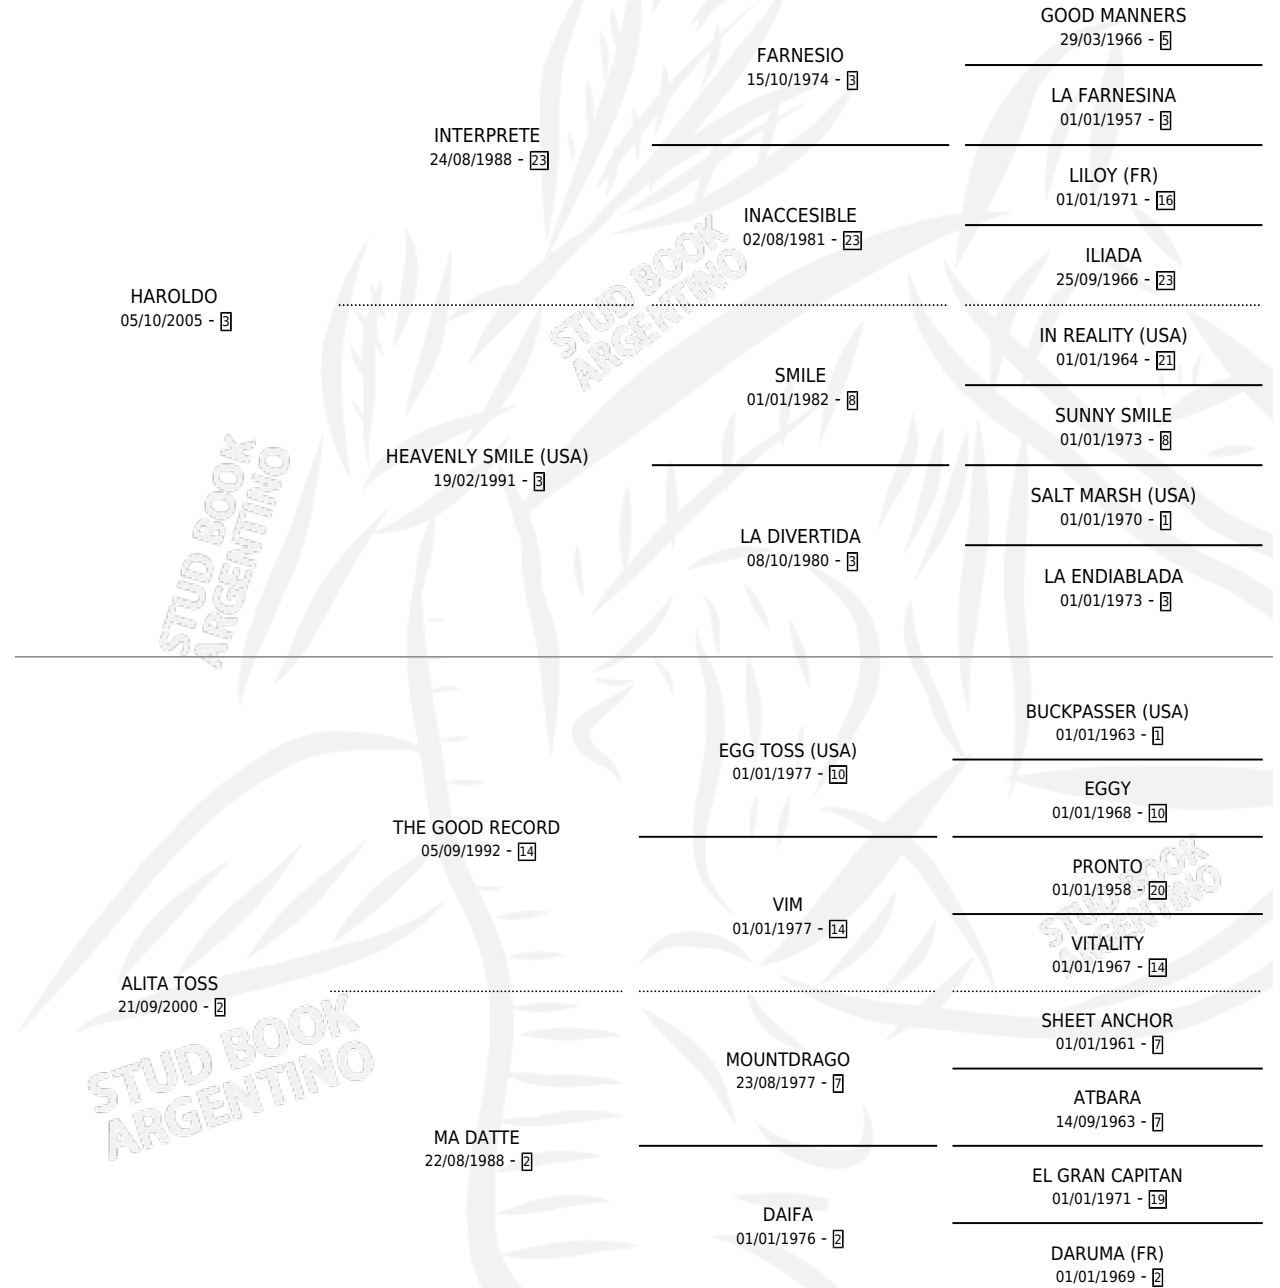 GOOD MANNERS
29/03/1966 - 5
FARNESIO
15/10/1974 - 3
LA FARNESINA
01/01/1957 - 3
INTERPRETE
24/08/1988 - 23
LILOY (FR)
01/01/1971 - 16
INACCESIBLE
02/08/1981 - 23
ILIADA
25/09/1966 - 23
HAROLDO
05/10/2005 - 3
IN REALITY (USA)
01/01/1964 - 21
SMILE
01/01/1982 - 8
SUNNY SMILE
01/01/1973 - 8
HEAVENLY SMILE (USA)
19/02/1991 - 3
SALT MARSH (USA)
01/01/1970 - 1
LA DIVERTIDA
08/10/1980 - 3
LA ENDIABLADA
01/01/1973 - 3
BUCKPASSER (USA)
01/01/1963 - 1
EGG TOSS (USA)
01/01/1977 - 10
EGGY
01/01/1968 - 10
THE GOOD RECORD
05/09/1992 - 14
PRONTO
01/01/1958 - 20
VIM
01/01/1977 - 14
VITALITY
01/01/1967 - 14
ALITA TOSS
21/09/2000 - 2
SHEET ANCHOR
01/01/1961 - 7
MOUNTDRAGO
23/08/1977 - 7
ATBARA
14/09/1963 - 7
MA DATTE
22/08/1988 - 2
EL GRAN CAPITAN
01/01/1971 - 19
DAIFA
01/01/1976 - 2
DARUMA (FR)
01/01/1969 - 2
STUD BOOK
ARGENTINO
STUD BOOK
ARGENTINO
STUD BOOK
ARGENTINO
STUD BOOK
ARGENTINO